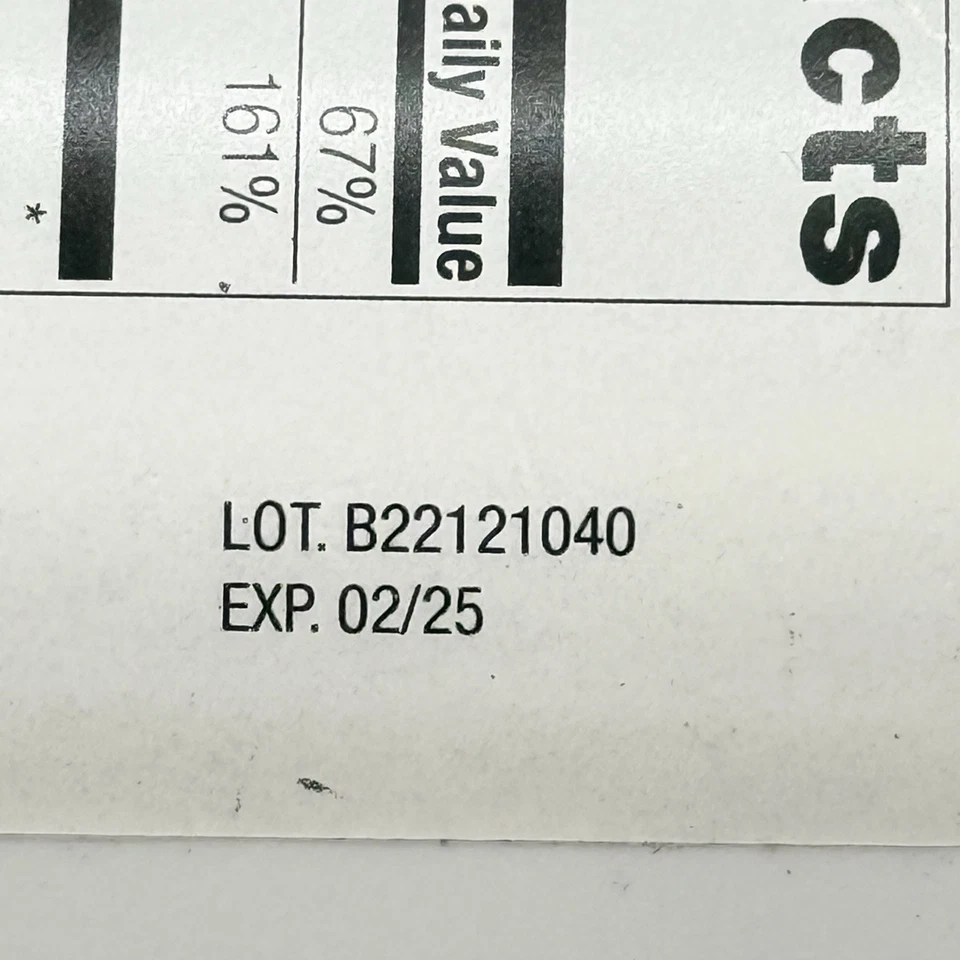 cts
aily Value
67%
161%
*
LOT. B22121040
EXP. 02/25